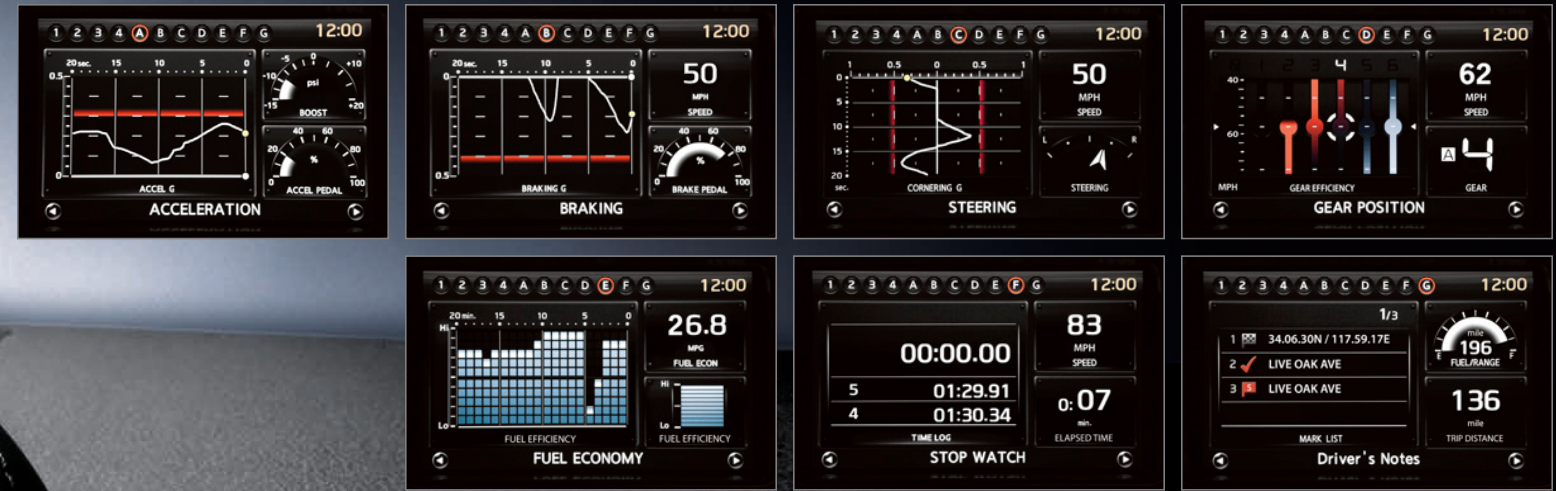 1 2 3 4 A B C D E F G 12:00
20 sec. 15 10 5 0
0.5
0
ACCEL G
-15 -10 -5 0 +10 +20
psi
BOOST
0 20 40 60 80 100
%
ACCEL PEDAL
ACCELERATION
1 2 3 4 A B C D E F G 12:00
20 sec. 15 10 5 0
0
0.5
BRAKING G
50
MPH
SPEED
0 20 40 60 80 100
%
BRAKE PEDAL
BRAKING
1 2 3 4 A B C D E F G 12:00
1 0.5 0 0.5 1
0
5
10
15
20
sec.
CORNERING G
50
MPH
SPEED
L R
STEERING
STEERING
1 2 3 4 A B C D E F G 12:00
R 1 2 3 4 5 6
40
60
MPH
GEAR EFFICIENCY
62
MPH
SPEED
A 4
GEAR
GEAR POSITION
1 2 3 4 A B C D E F G 12:00
20 min. 15 10 5 0
Hi
Lo
FUEL EFFICIENCY
26.8
MPG
FUEL ECON
Hi
Lo
FUEL EFFICIENCY
FUEL ECONOMY
1 2 3 4 A B C D E F G 12:00
00:00.00
5 01:29.91
4 01:30.34
TIME LOG
83
MPH
SPEED
0:07
min.
ELAPSED TIME
STOP WATCH
1 2 3 4 A B C D E F G 12:00
1/3
1 34.06.30N / 117.59.17E
2 LIVE OAK AVE
3 S LIVE OAK AVE
MARK LIST
mile
196
E F
FUEL/RANGE
136
mile
TRIP DISTANCE
Driver's Notes